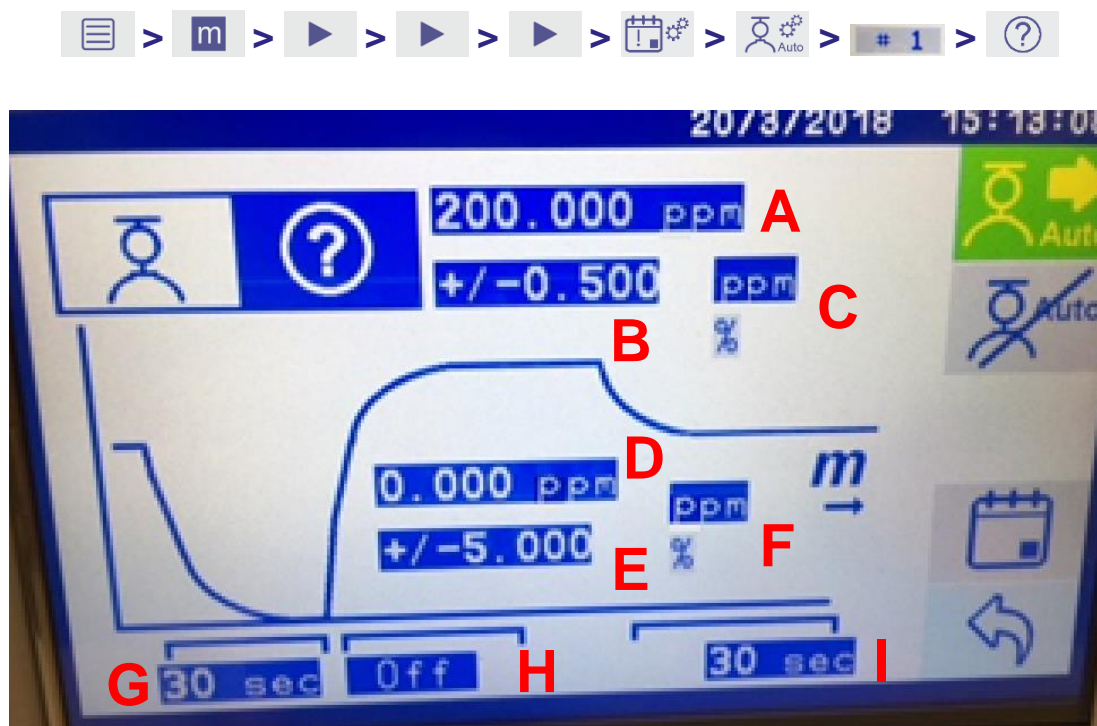 m > > > > > Auto > # 1 > ?
20/3/2018 15:13:0
200.000 ppm A
Auto
? +/-0.500 ppm C
B % Auto
D
0.000 ppm m
ppm F
+/-5.000 E %
G 30 sec Off H 30 sec I